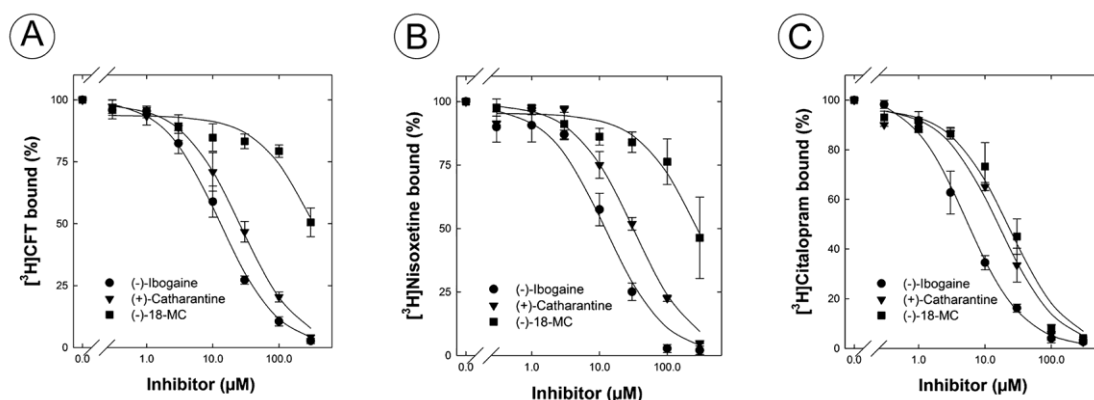 A
B
C
[³H]CFT bound (%)
100
75
50
25
0
(-)-Ibogaine
(+)-Catharantine
(-)-18-MC
0.0 1.0 10.0 100.0
Inhibitor (µM)
[³H]Nisoxetine bound (%)
100
75
50
25
0
(-)-Ibogaine
(+)-Catharantine
(-)-18-MC
0.0 1.0 10.0 100.0
Inhibitor (µM)
[³H]Citalopram bound (%)
100
80
60
40
20
0
(-)-Ibogaine
(+)-Catharantine
(-)-18-MC
0.0 1.0 10.0 100.0
Inhibitor (µM)